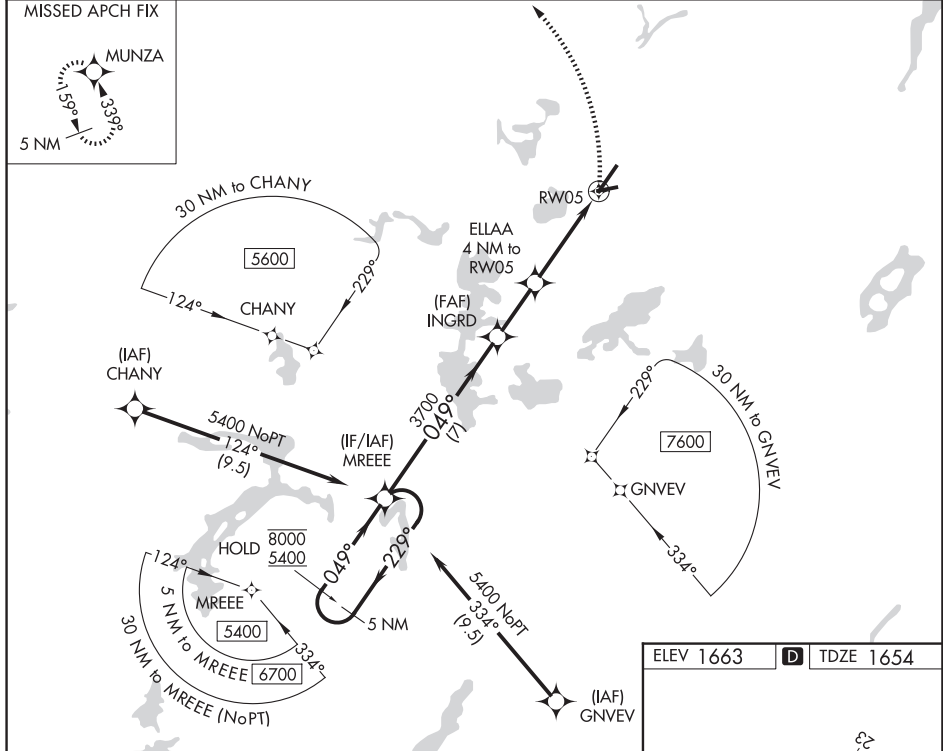 MISSED APCH FIX
MUNZA
159°
339°
5 NM
30 NM to CHANY
5600
124°
229°
CHANY
RW05
ELLAA
4 NM to
RW05
(FAF)
INGRD
(IAF)
CHANY
5400 NoPT
124°
(9.5)
3700
049°
(7)
(IF/IAF)
MREEE
30 NM to GNVEV
229°
7600
GNVEV
334°
HOLD
8000
5400
049°
229°
5 NM
124°
MREEE
5400
334°
5 NM to MREEE
6700
30 NM to MREEE (NoPT)
5400 NoPT
334°
(9.5)
(IAF)
GNVEV
ELEV 1663
D
TDZE 1654
23